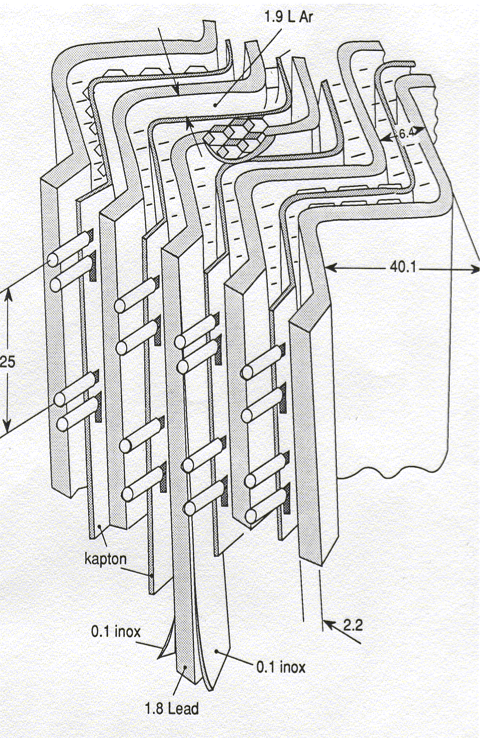 1.9 L Ar
6.4
40.1
25
kapton
2.2
0.1 inox
0.1 inox
1.8 Lead